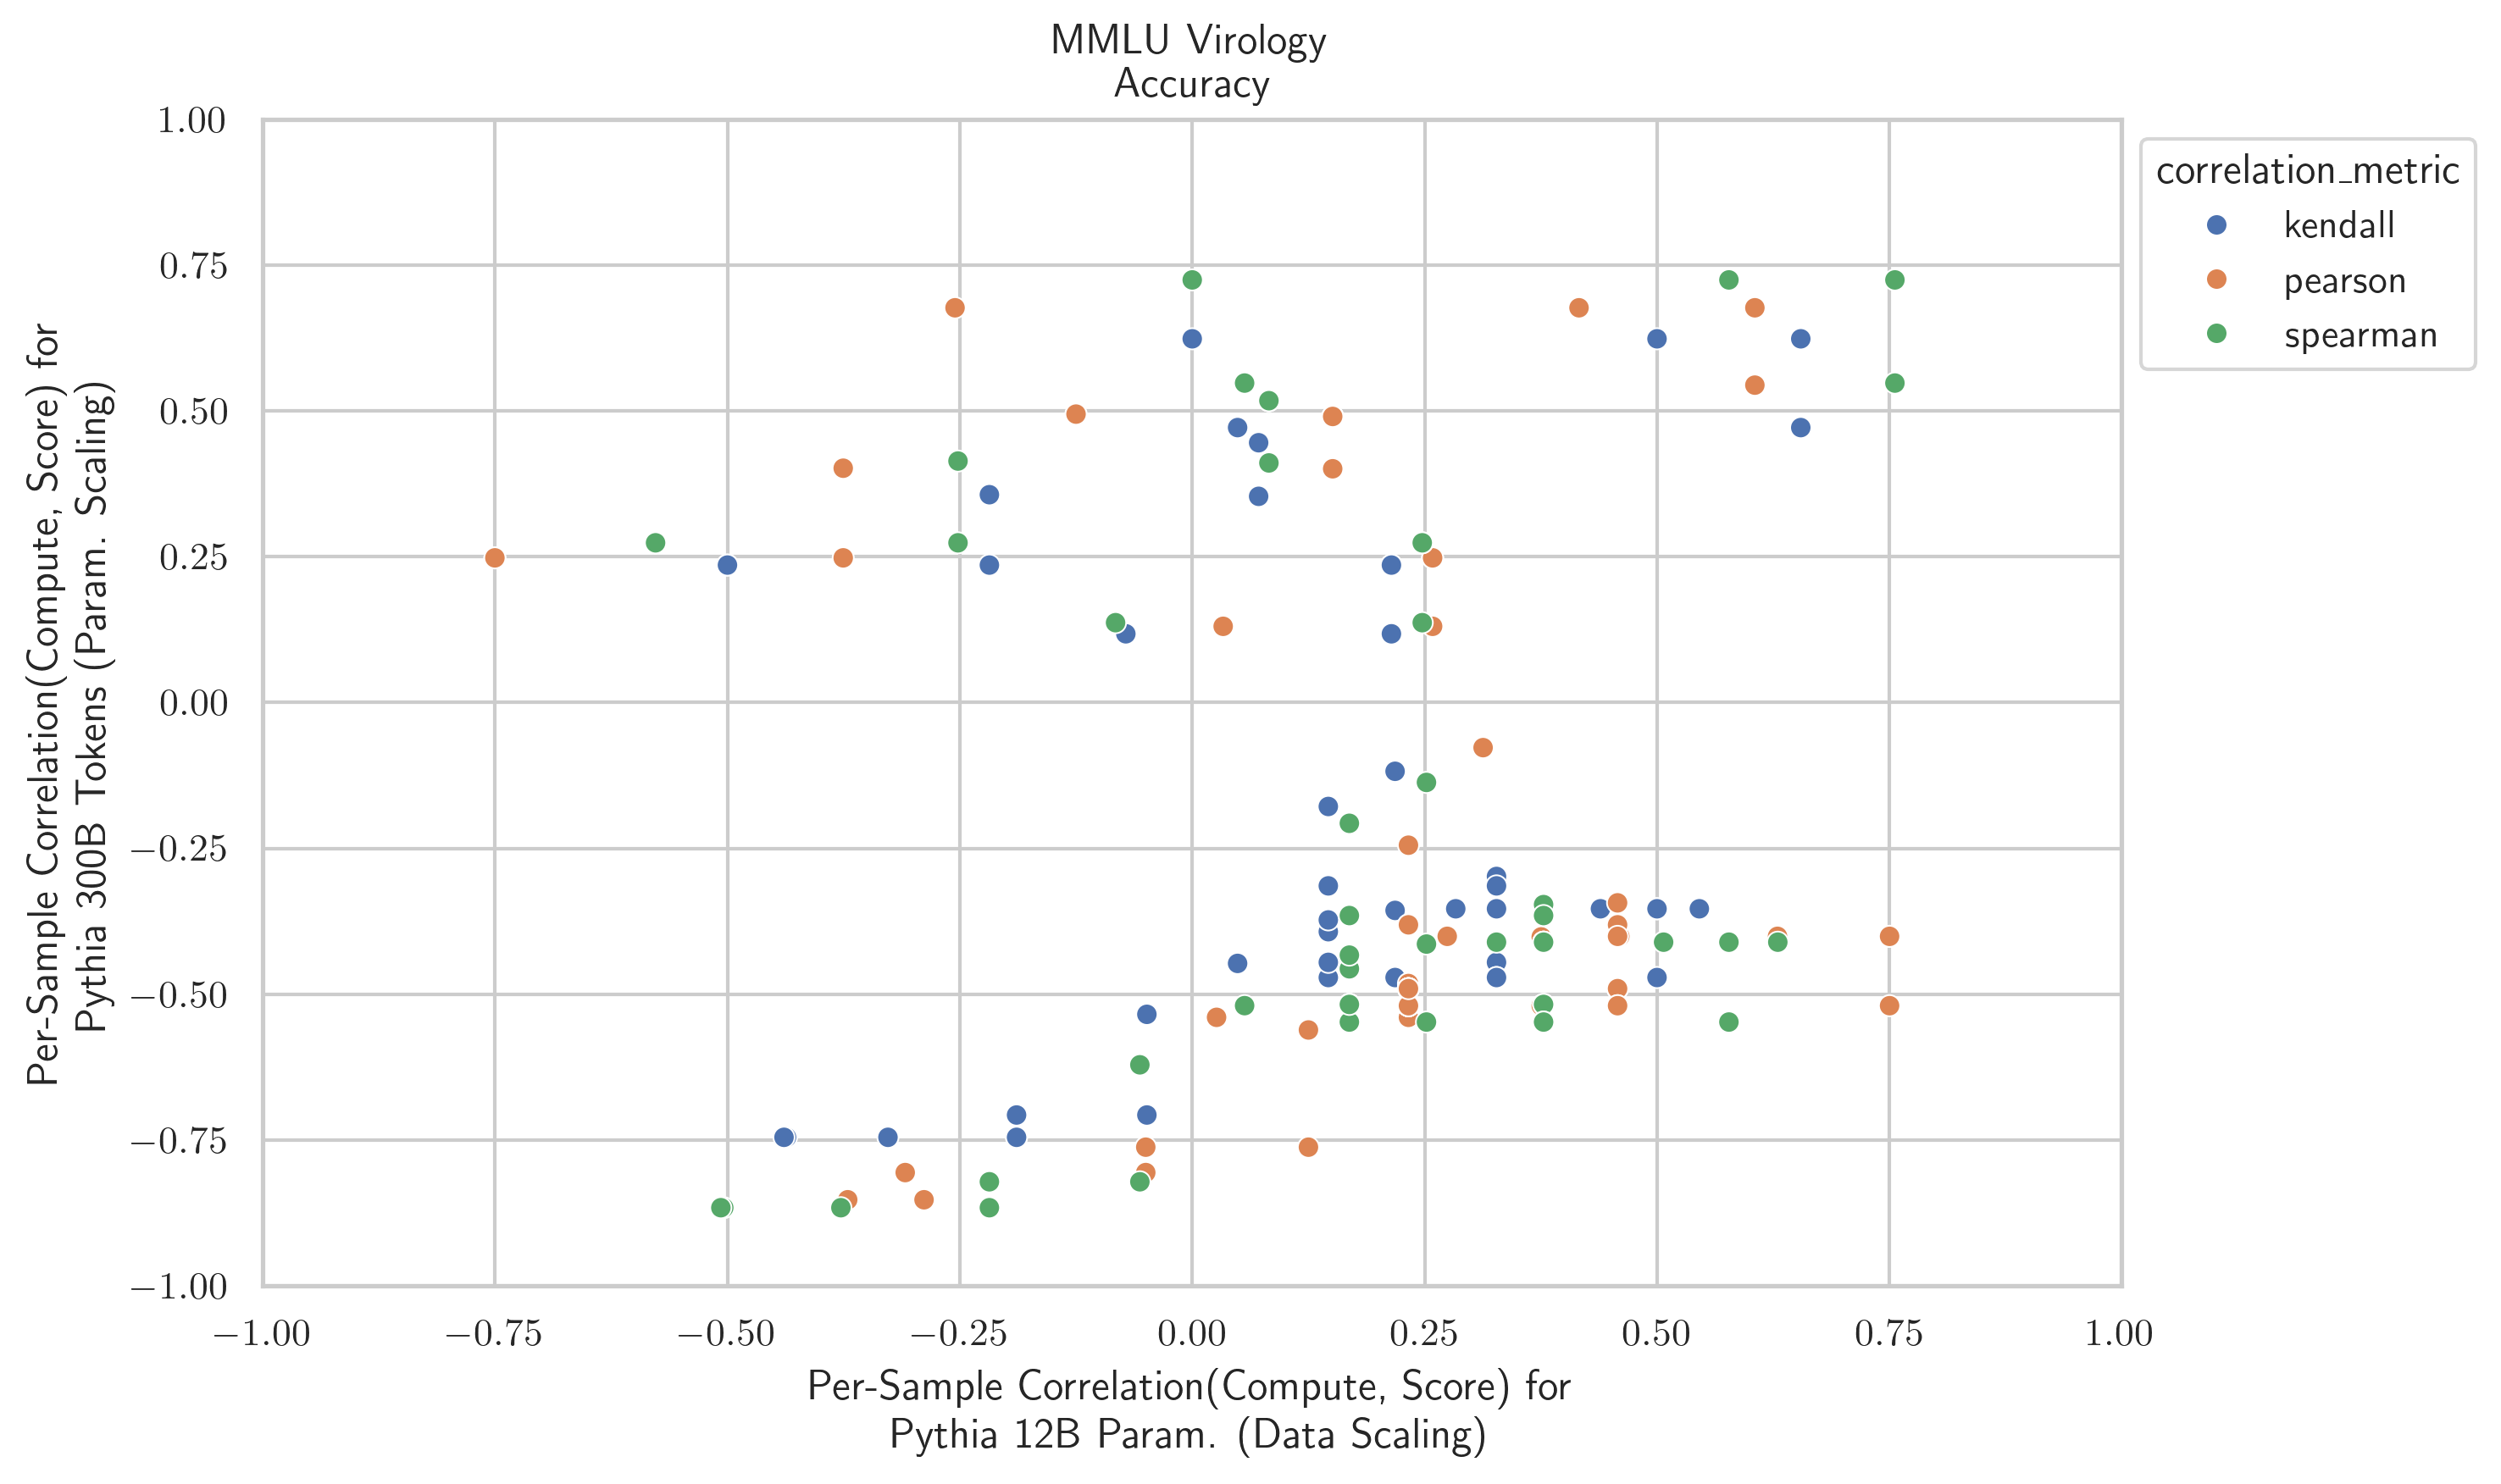 MMLU Virology
Accuracy
1.00
0.75
0.50
0.25
0.00
−0.25
−0.50
−0.75
−1.00
Per-Sample Correlation(Compute, Score) for
Pythia 300B Tokens (Param. Scaling)
correlation_metric
kendall
pearson
spearman
−1.00
−0.75
−0.50
−0.25
0.00
0.25
0.50
0.75
1.00
Per-Sample Correlation(Compute, Score) for
Pythia 12B Param. (Data Scaling)